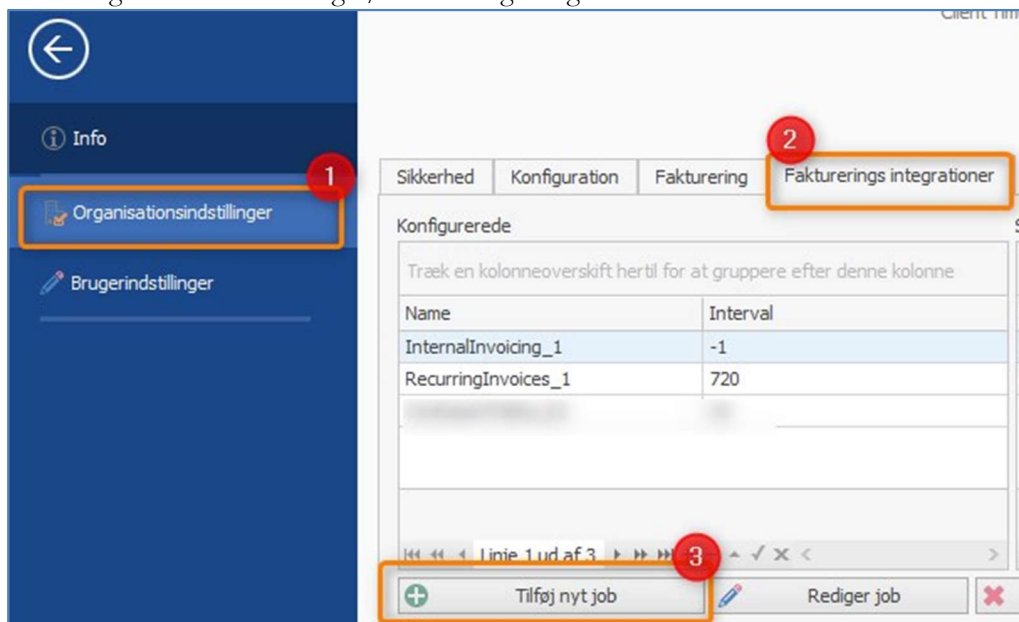 Client Tim
Info
1
Organisationsindstillinger
Brugerindstillinger
2
Sikkerhed Konfiguration Fakturering Fakturerings integrationer
Konfigurerede
Træk en kolonneoverskift hertil for at gruppere efter denne kolonne
Name Interval
InternalInvoicing_1 -1
RecurringInvoices_1 720
Linje 1 ud af 3
3
Tilføj nyt job Rediger job